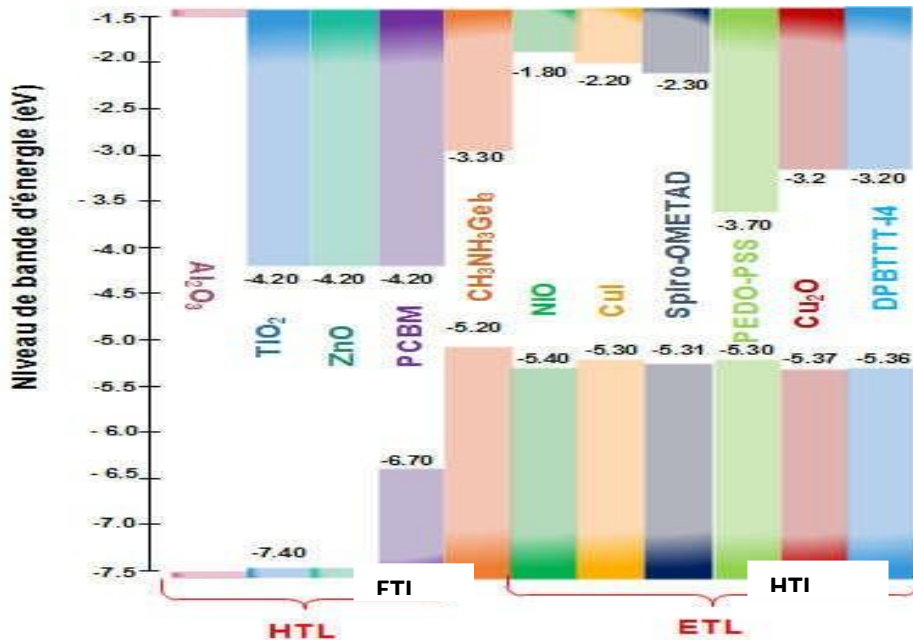 Niveau de bande d'énergie (eV)
-1.5
-2.0
-2.5
-3.0
- 3.5
-4.0
-4.5
-5.0
-5.5
- 6.0
- 6.5
-7.0
-7.5
Al₂O₃
-4.20
TIO₂
-7.40
-4.20
ZnO
-4.20
PCBM
-6.70
-3.30
CH₃NH₃GeI₃
-5.20
-1.80
NIO
-5.40
-2.20
CuI
-5.30
-2.30
Spiro-OMETAD
-5.31
-3.70
PEDO-PSS
-5.30
-3.2
Cu₂O
-5.37
-3.20
DPBTTT-I4
-5.36
ETI
HTI
HTL
ETL